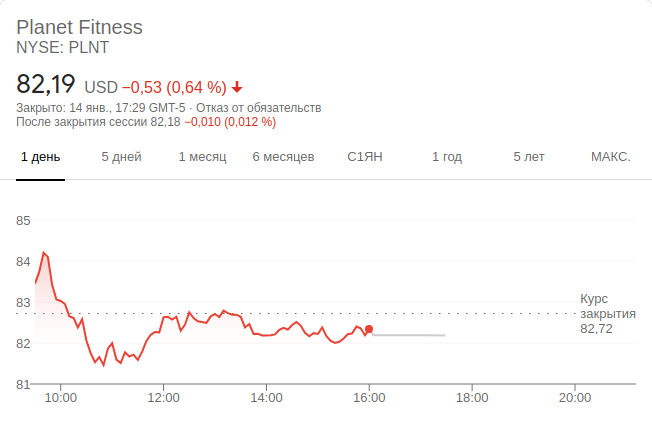 Planet Fitness
NYSE: PLNT
82,19 USD −0,53 (0,64 %)
Закрыто: 14 янв., 17:29 GMT-5 · Отказ от обязательств
После закрытия сессии 82,18 −0,010 (0,012 %)
1 день 5 дней 1 месяц 6 месяцев С1ЯН 1 год 5 лет МАКС.
85
84
83
82
81
Курс
закрытия
82,72
10:00 12:00 14:00 16:00 18:00 20:00